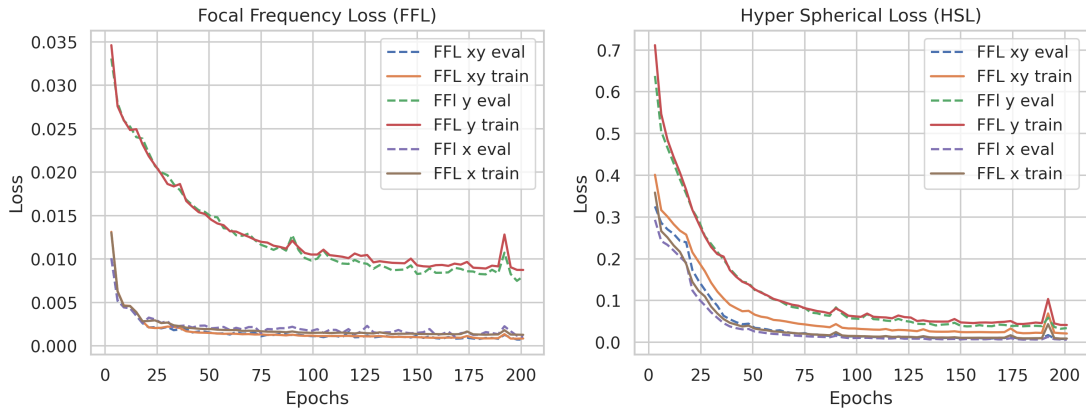 Focal Frequency Loss (FFL)
0.035
0.030
0.025
0.020
0.015
0.010
0.005
0.000
Loss
FFL xy eval
FFL xy train
FFl y eval
FFL y train
FFl x eval
FFL x train
0 25 50 75 100 125 150 175 200
Epochs
Hyper Spherical Loss (HSL)
0.7
0.6
0.5
0.4
0.3
0.2
0.1
0.0
Loss
FFL xy eval
FFL xy train
FFl y eval
FFL y train
FFl x eval
FFL x train
0 25 50 75 100 125 150 175 200
Epochs